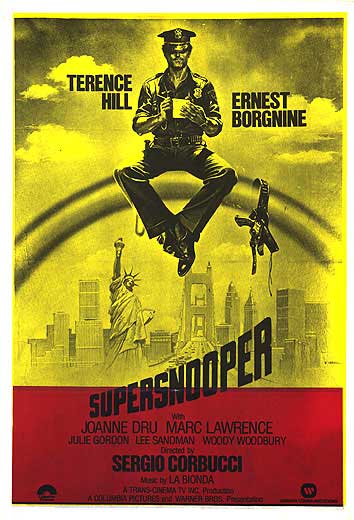 TERENCE
HILL
ERNEST
BORGNINE
SUPERSNOOPER
With
JOANNE DRU MARC LAWRENCE
JULIE GORDON LEE SANDMAN WOODY WOODBURY
Directed by
SERGIO CORBUCCI
Music by LA BIONDA
A TRANS-CINEMA TV INC. Production
A COLUMBIA PICTURES and WARNER BROS. Presentation